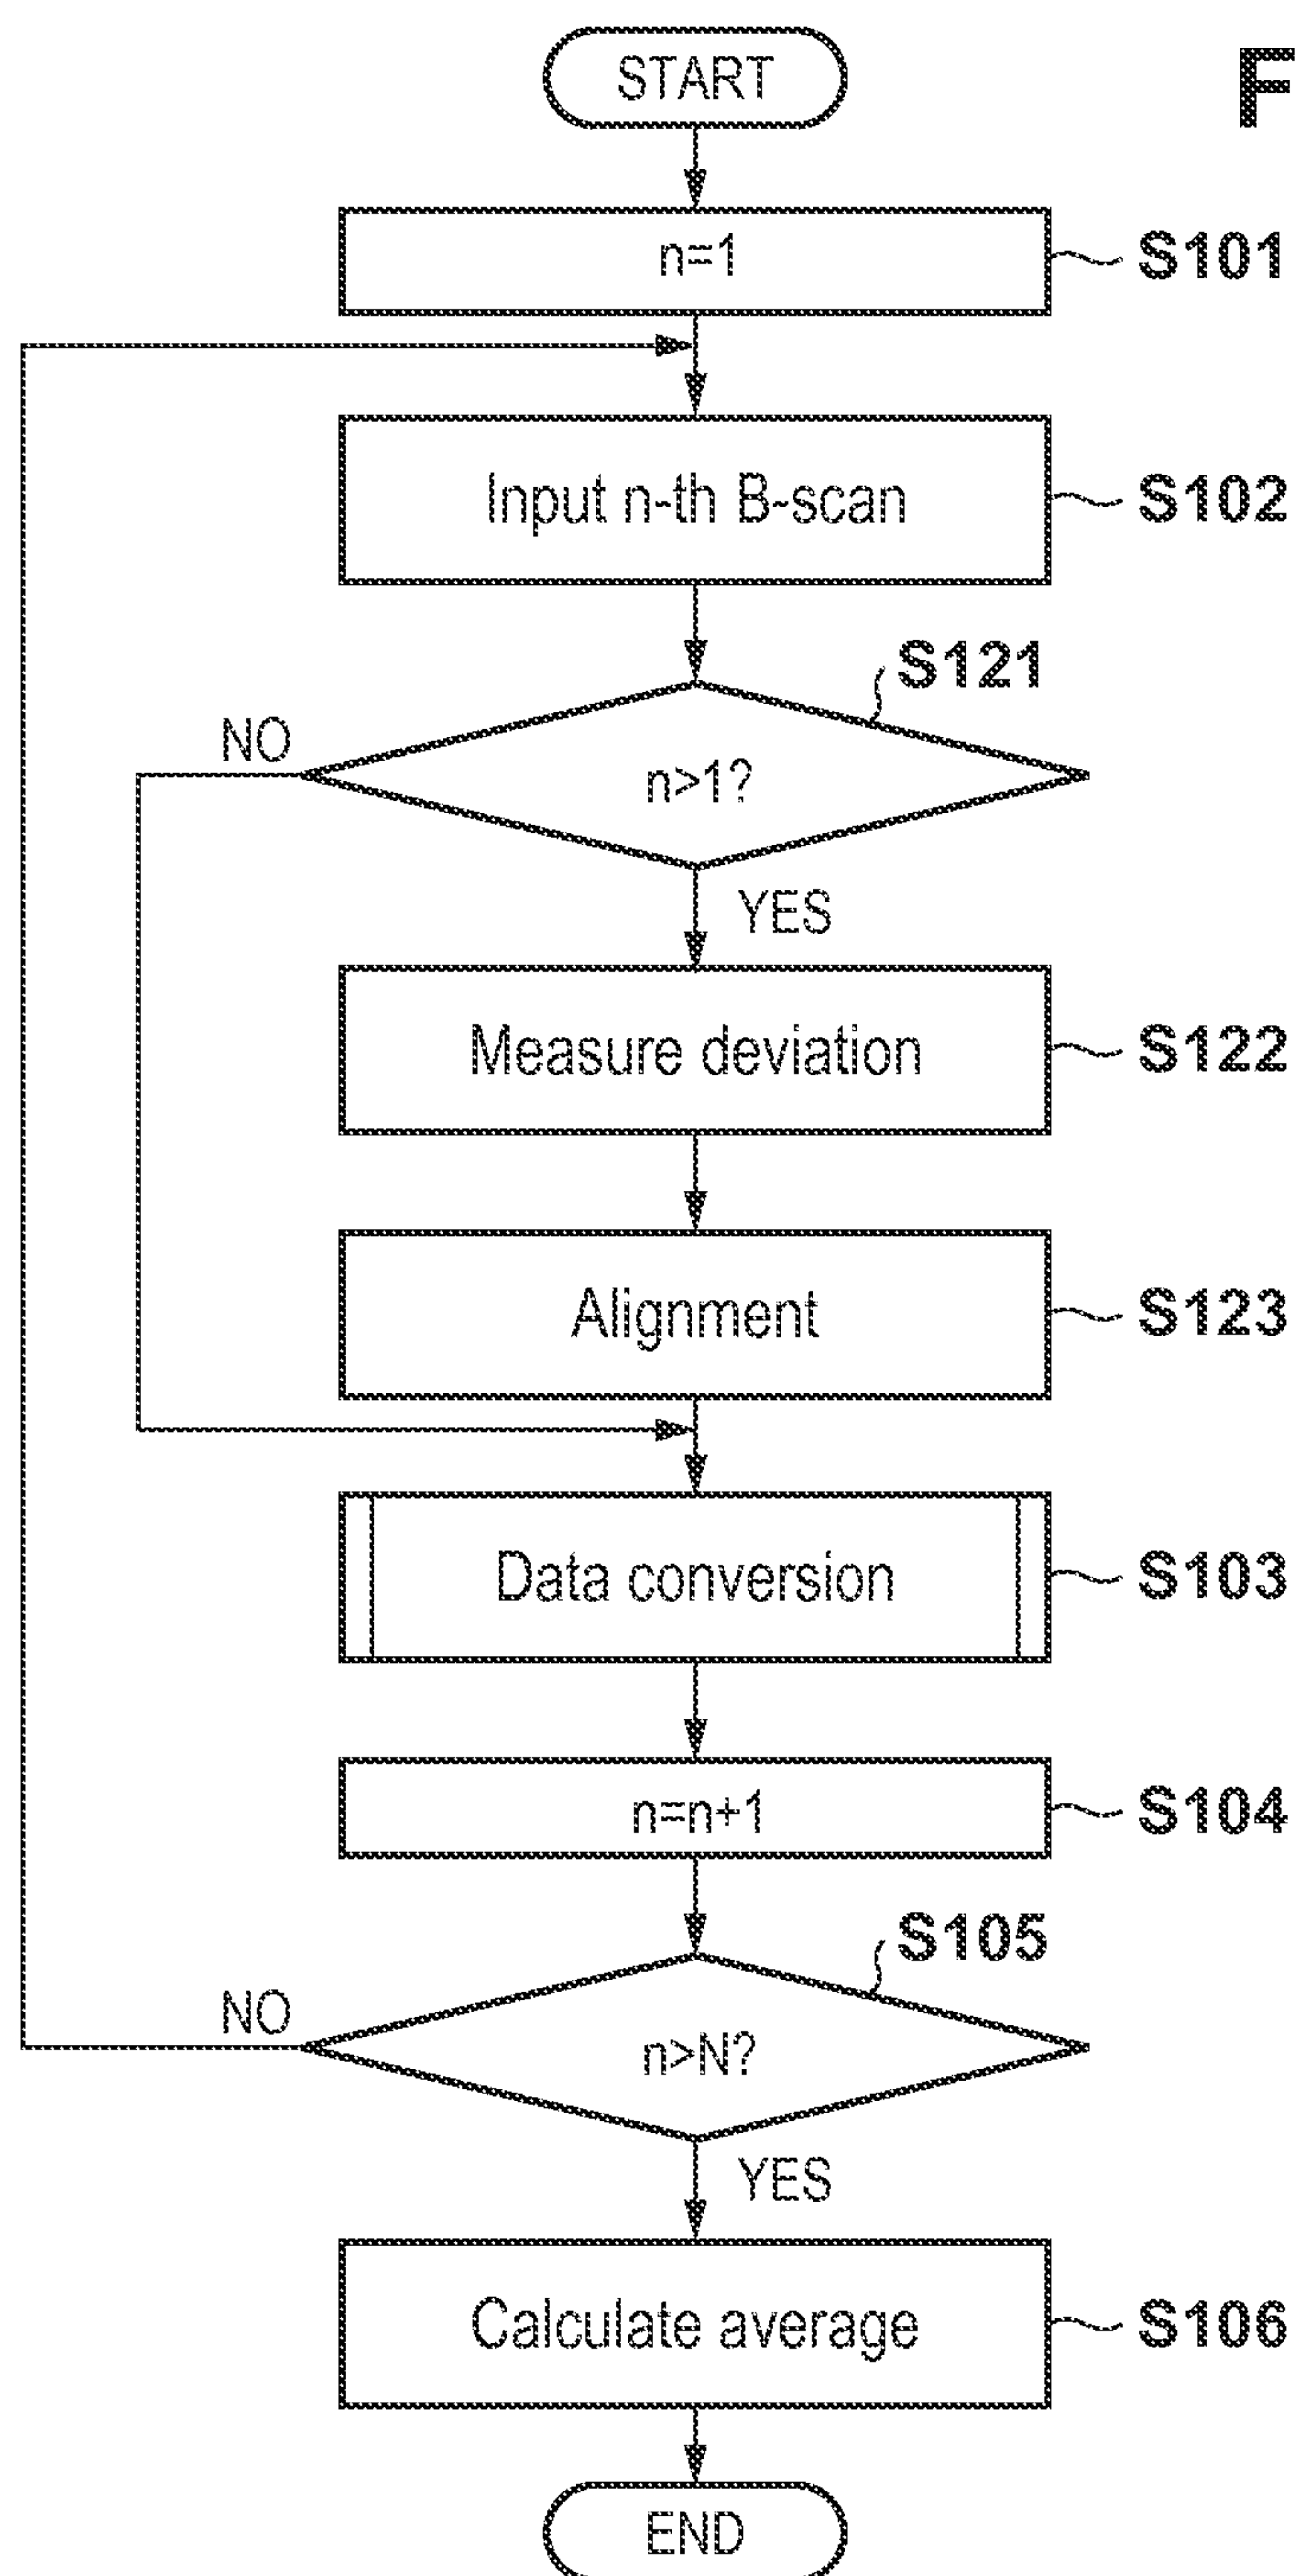 F
START
n=1
S101
Input n-th B-scan
S102
S121
NO
n>1?
YES
Measure deviation
S122
Alignment
S123
Data conversion
S103
n=n+1
S104
S105
NO
n>N?
YES
Calculate average
S106
END